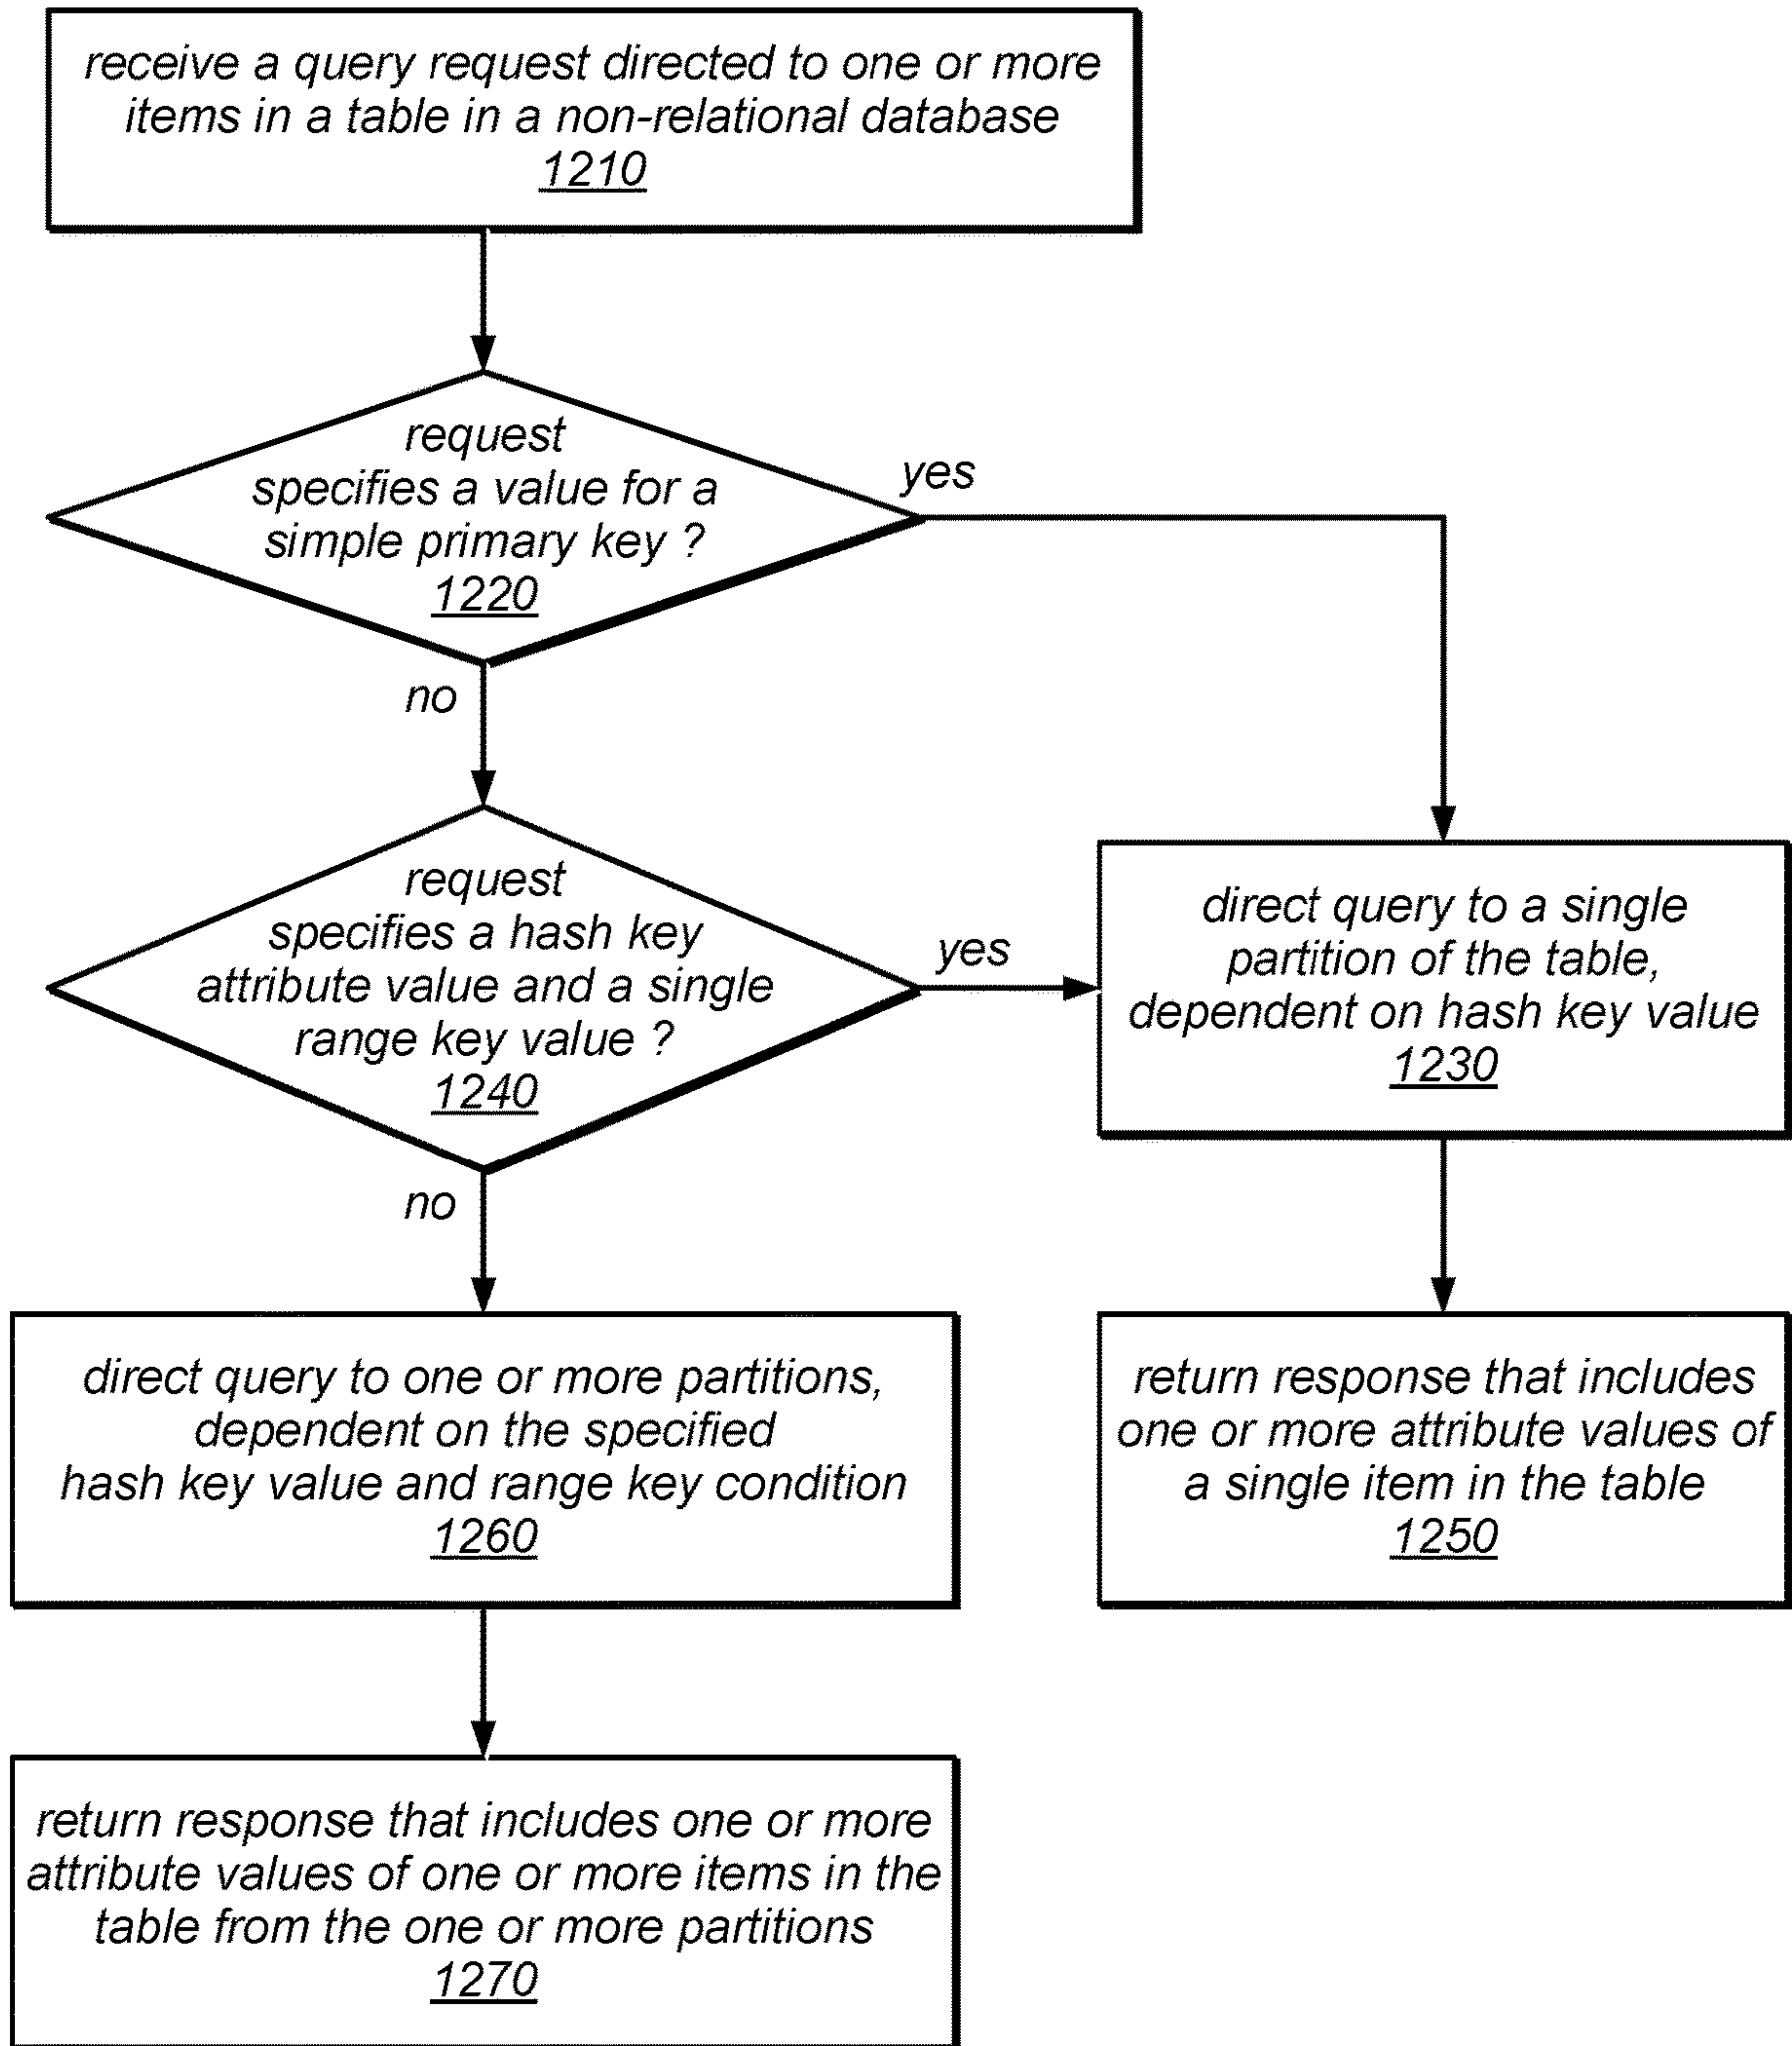 receive a query request directed to one or more
items in a table in a non-relational database
1210
request
specifies a value for a
simple primary key ?
1220
yes
no
request
specifies a hash key
attribute value and a single
range key value ?
1240
yes
no
direct query to a single
partition of the table,
dependent on hash key value
1230
direct query to one or more partitions,
dependent on the specified
hash key value and range key condition
1260
return response that includes
one or more attribute values of
a single item in the table
1250
return response that includes one or more
attribute values of one or more items in the
table from the one or more partitions
1270